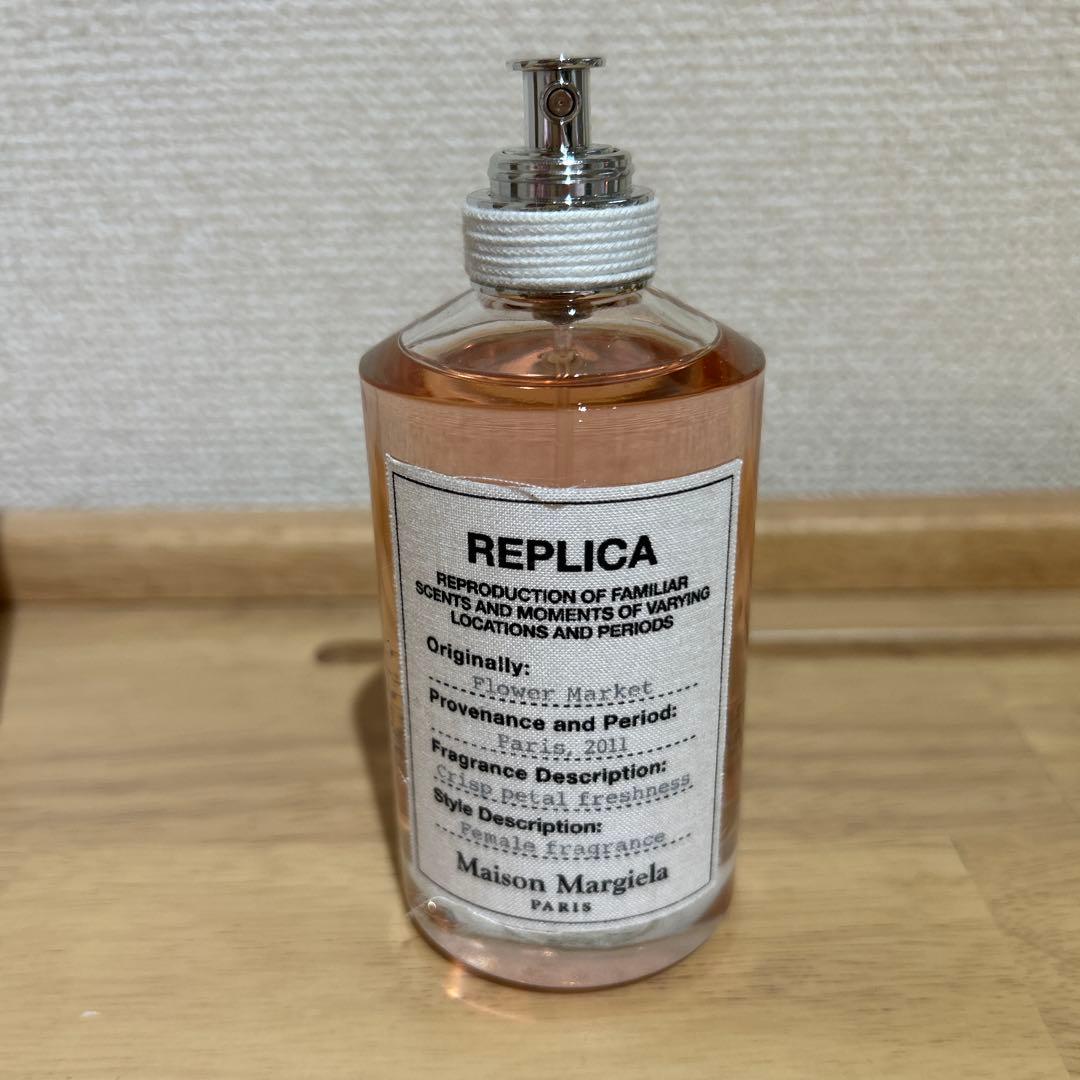 REPLICA
REPRODUCTION OF FAMILIAR
SCENTS AND MOMENTS OF VARYING
LOCATIONS AND PERIODS
Originally:
Flower Market
Provenance and Period:
Paris, 2011
Fragrance Description:
Crisp petal freshness
Style Description:
Female fragrance
Maison Margiela
PARIS